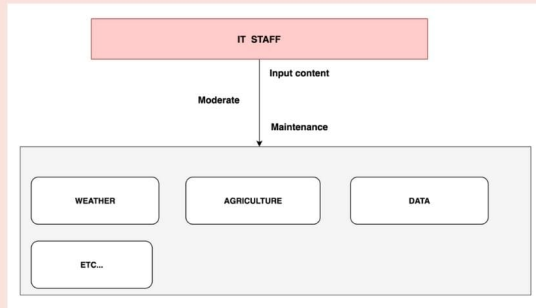 IT STAFF
Input content
Moderate
Maintenance
WEATHER AGRICULTURE DATA
ETC...